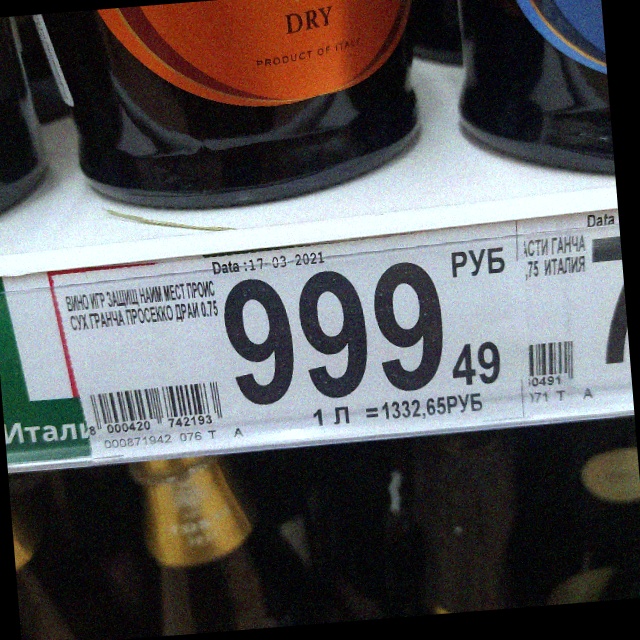 DRY
PRODUCT OF ITALY
Data :17-03-2021
ВИНО ИГР ЗАЩИЩ НАИМ МЕСТ ПРОИС
СУХ ГРАНЧА ПРОСЕККО ДРАЙ 0,75
999
49
РУБ
1 Л =1332,65РУБ
8 000420 742193
000871942 076 Т А
Итали
Data
АСТИ ГАНЧА
,75 ИТАЛИЯ
0491
)71 Т А